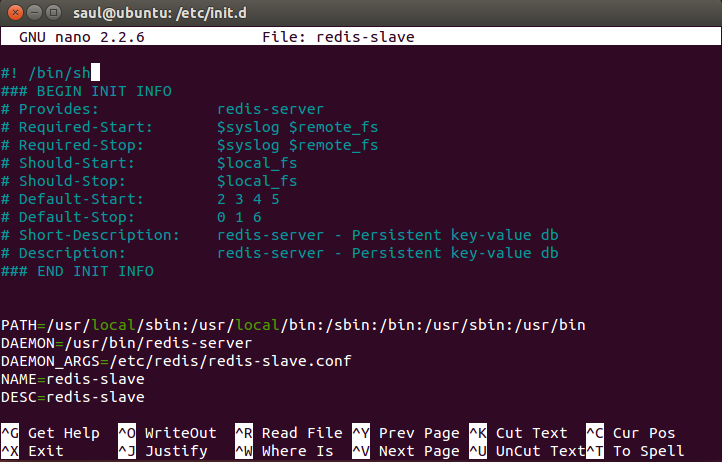 saul@ubuntu: /etc/init.d
GNU nano 2.2.6 File: redis-slave
#! /bin/sh
### BEGIN INIT INFO
# Provides: redis-server
# Required-Start: $syslog $remote_fs
# Required-Stop: $syslog $remote_fs
# Should-Start: $local_fs
# Should-Stop: $local_fs
# Default-Start: 2 3 4 5
# Default-Stop: 0 1 6
# Short-Description: redis-server - Persistent key-value db
# Description: redis-server - Persistent key-value db
### END INIT INFO
PATH=/usr/local/sbin:/usr/local/bin:/sbin:/bin:/usr/sbin:/usr/bin
DAEMON=/usr/bin/redis-server
DAEMON_ARGS=/etc/redis/redis-slave.conf
NAME=redis-slave
DESC=redis-slave
^G Get Help ^O WriteOut ^R Read File ^Y Prev Page ^K Cut Text ^C Cur Pos
^X Exit ^J Justify ^W Where Is ^V Next Page ^U UnCut Text ^T To Spell